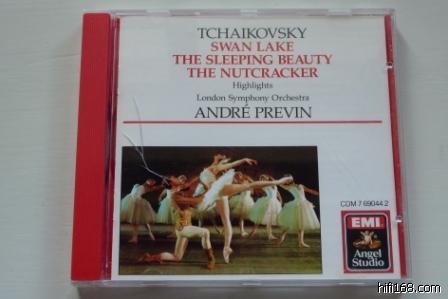 TCHAIKOVSKY
SWAN LAKE
THE SLEEPING BEAUTY
THE NUTCRACKER
Highlights
London Symphony Orchestra
ANDRÉ PREVIN
CDM 7 69044 2
EMI
Angel
Studio
hifi168.com